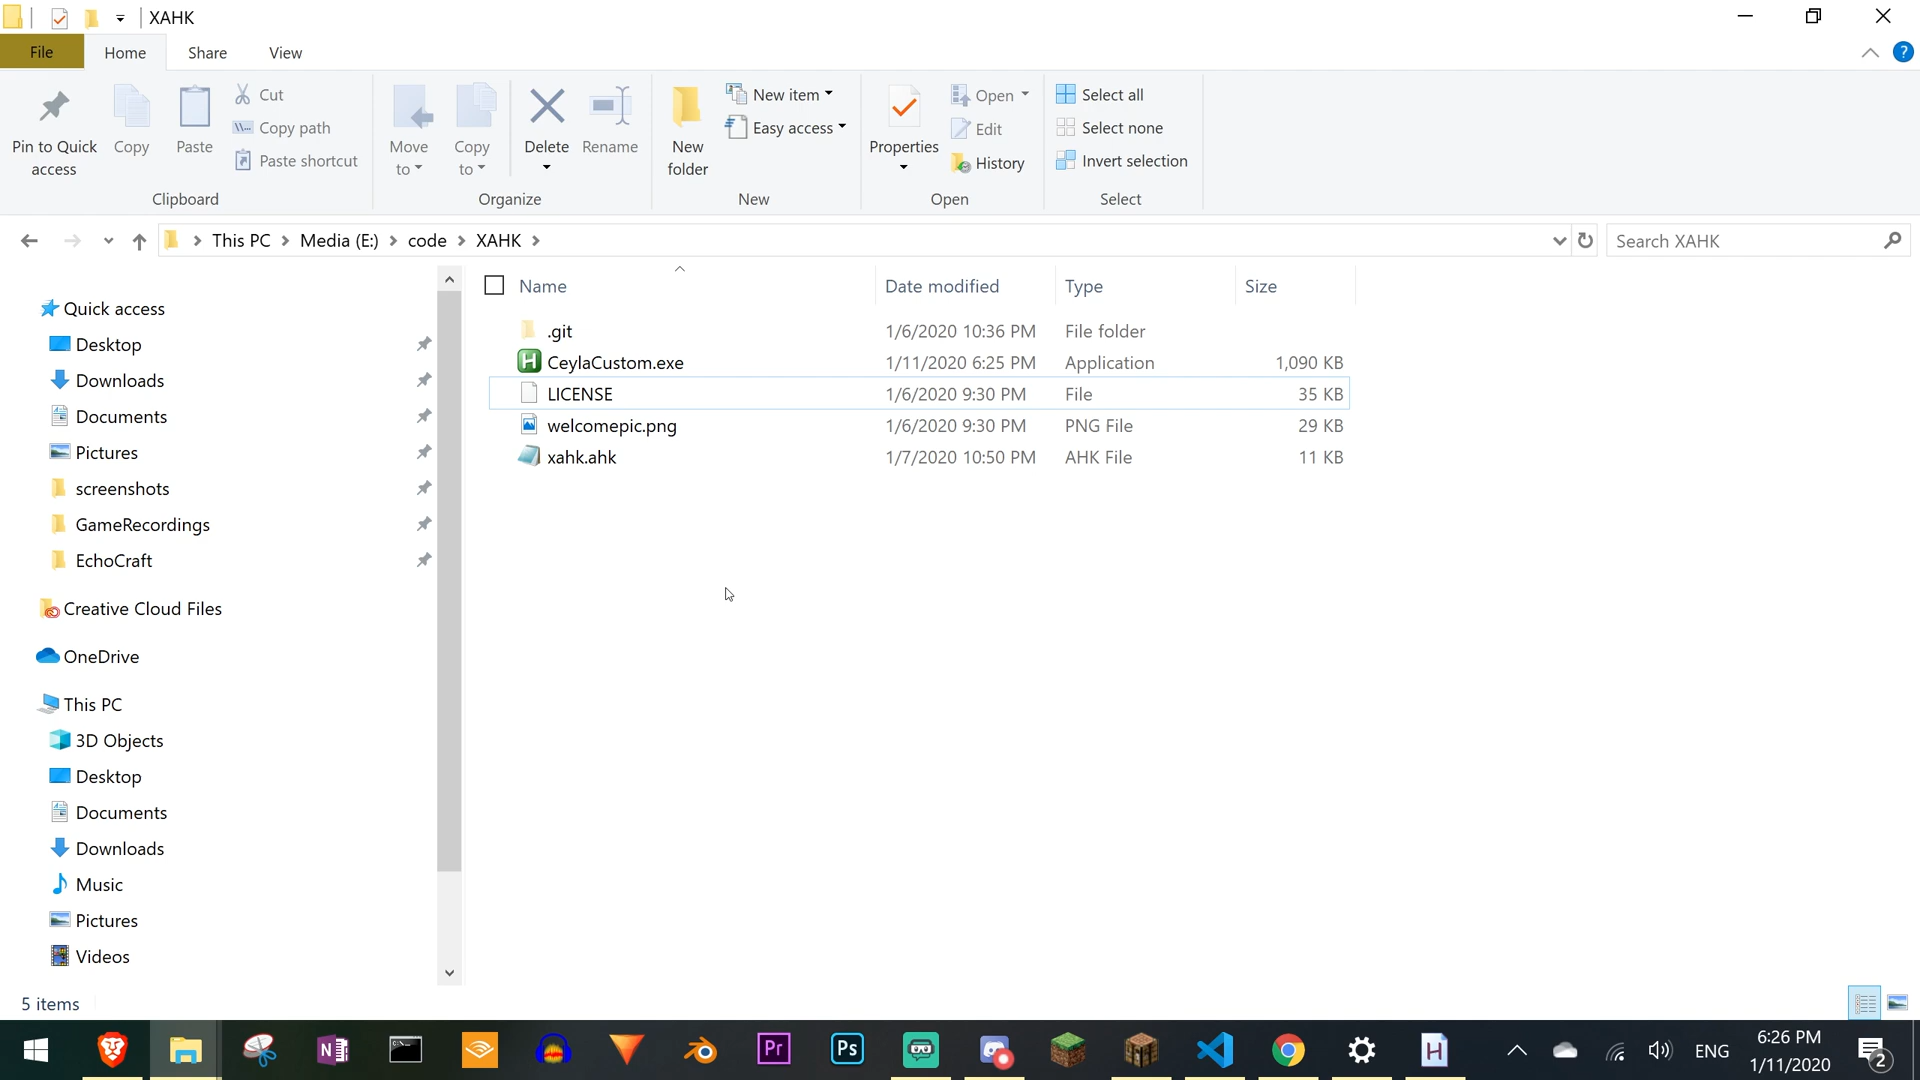 XAHK
File
Home
Share
View
?
Pin to Quick
access
Copy
Paste
Cut
Copy path
Paste shortcut
Clipboard
Move
to
Copy
to
Delete
Rename
Organize
New
folder
New item
Easy access
New
Properties
Open
Edit
History
Open
Select all
Select none
Invert selection
Select
This PC
Media (E:)
code
XAHK
Search XAHK
Quick access
Desktop
Downloads
Documents
Pictures
screenshots
GameRecordings
EchoCraft
Creative Cloud Files
OneDrive
This PC
3D Objects
Desktop
Documents
Downloads
Music
Pictures
Videos
Name Date modified Type Size
.git 1/6/2020 10:36 PM File folder
H CeylaCustom.exe 1/11/2020 6:25 PM Application 1,090 KB
LICENSE 1/6/2020 9:30 PM File 35 KB
welcomepic.png 1/6/2020 9:30 PM PNG File 29 KB
xahk.ahk 1/7/2020 10:50 PM AHK File 11 KB
5 items
N
Pr
Ps
H
ENG
6:26 PM
1/11/2020
2